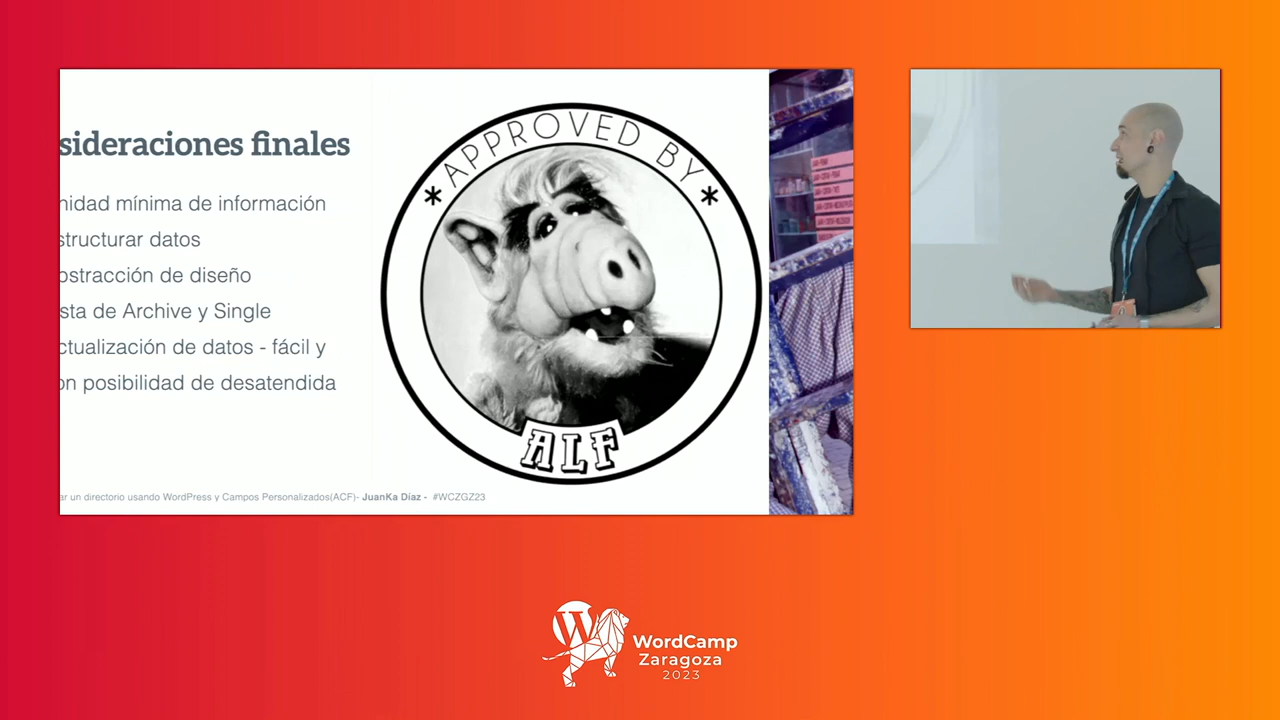 sideraciones finales
nidad mínima de información
structurar datos
ostracción de diseño
sta de Archive y Single
ctualización de datos - fácil y
on posibilidad de desatendida
* APPROVED BY *
ALF
ar un directorio usando WordPress y Campos Personalizados(ACF)- JuanKa Díaz - #WCZGZ23
W
WordCamp
Zaragoza
2023